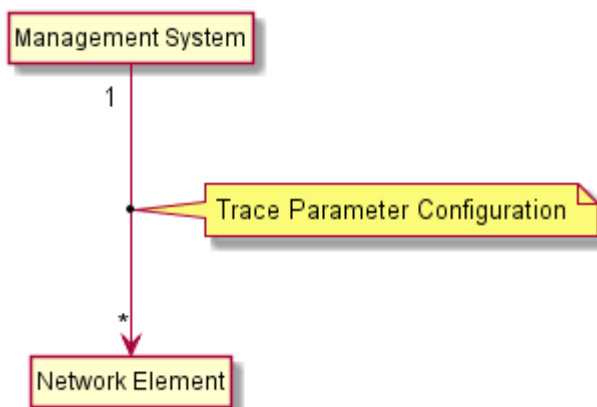 Management System
1
Trace Parameter Configuration
*
Network Element